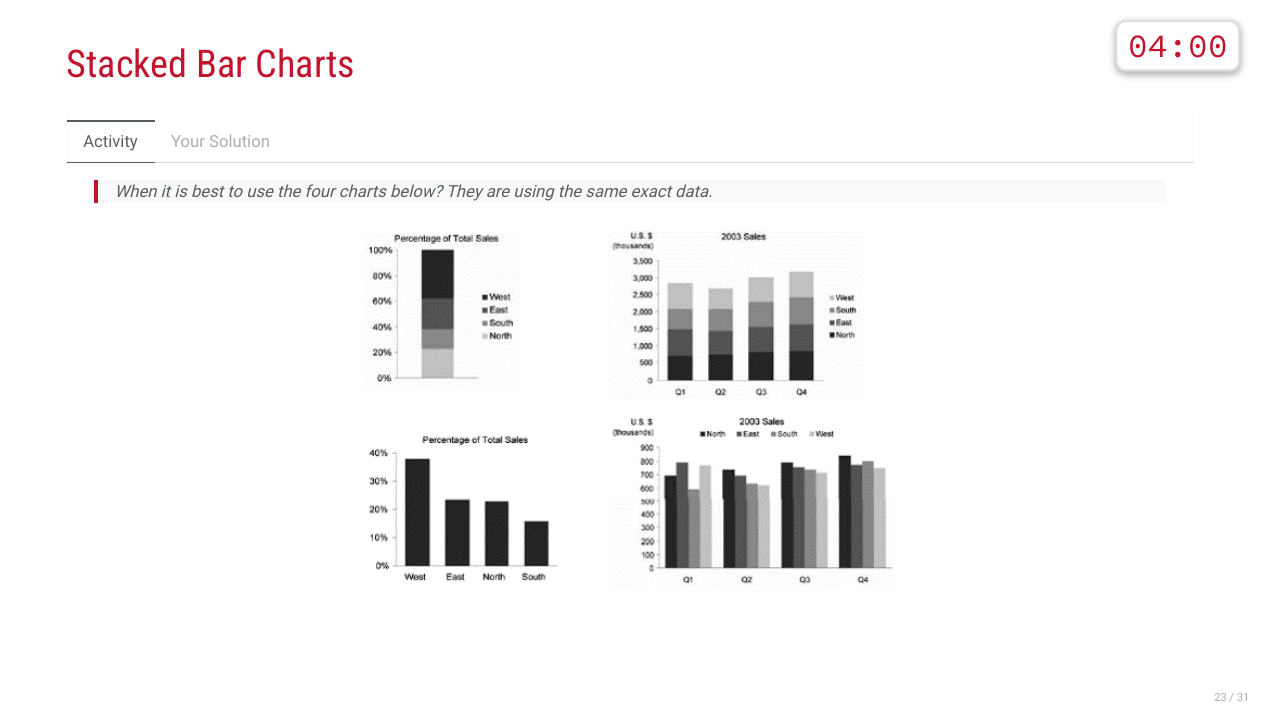 Stacked Bar Charts
04:00
Activity
Your Solution
When it is best to use the four charts below? They are using the same exact data.
Percentage of Total Sales
100%
80%
60%
40%
20%
0%
West
East
South
North
U.S. $
(thousands)
2003 Sales
3,500
3,000
2,500
2,000
1,500
1,000
500
0
West
South
East
North
Q1 Q2 Q3 Q4
Percentage of Total Sales
40%
30%
20%
10%
0%
West East North South
U.S. $
(thousands)
2003 Sales
North East South West
900
800
700
600
500
400
300
200
100
0
Q1 Q2 Q3 Q4
23 / 31